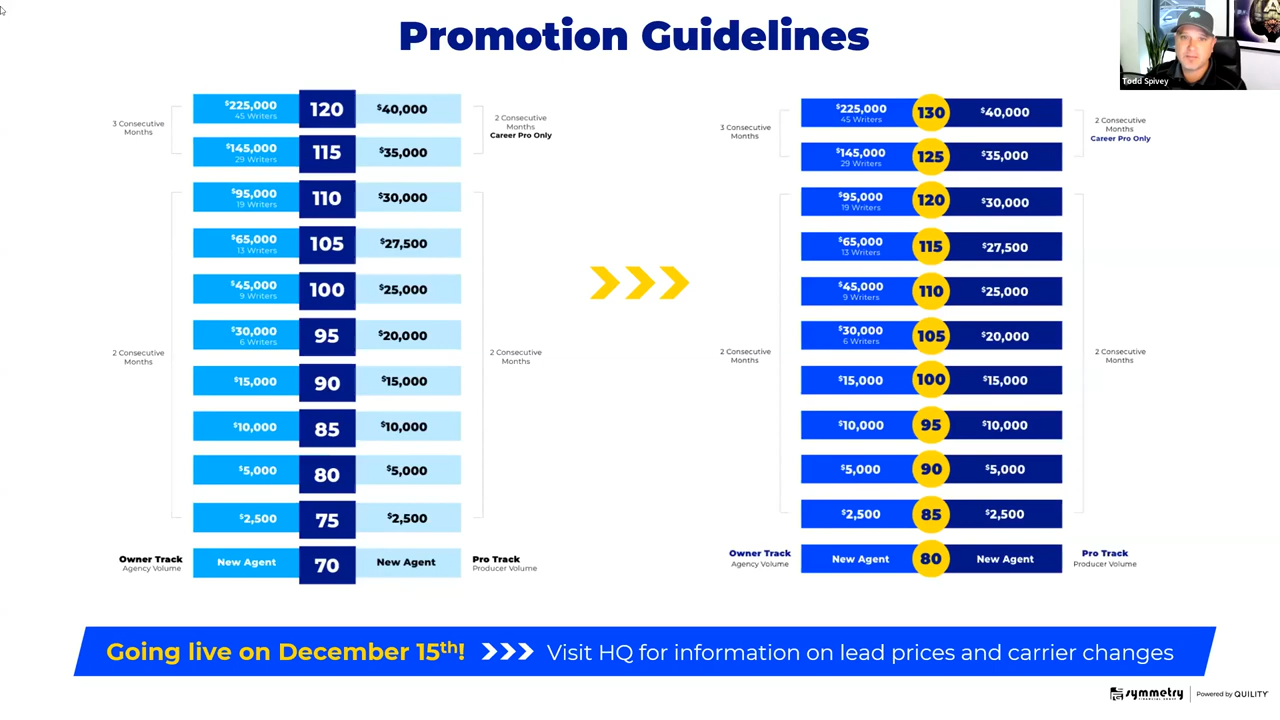 Promotion Guidelines
Todd Spivey
3 Consecutive
Months
$225,000
45 Writers
120
$40,000
2 Consecutive
Months
Career Pro Only
$145,000
29 Writers
115
$35,000
$95,000
19 Writers
110
$30,000
$65,000
13 Writers
105
$27,500
$45,000
9 Writers
100
$25,000
2 Consecutive
Months
$30,000
6 Writers
95
$20,000
2 Consecutive
Months
$15,000
90
$15,000
$10,000
85
$10,000
$5,000
80
$5,000
$2,500
75
$2,500
Owner Track
Agency Volume
New Agent
70
New Agent
Pro Track
Producer Volume
3 Consecutive
Months
$225,000
45 Writers
130
$40,000
2 Consecutive
Months
Career Pro Only
$145,000
29 Writers
125
$35,000
$95,000
19 Writers
120
$30,000
$65,000
13 Writers
115
$27,500
$45,000
9 Writers
110
$25,000
2 Consecutive
Months
$30,000
6 Writers
105
$20,000
2 Consecutive
Months
$15,000
100
$15,000
$10,000
95
$10,000
$5,000
90
$5,000
$2,500
85
$2,500
Owner Track
Agency Volume
New Agent
80
New Agent
Pro Track
Producer Volume
Going live on December 15th! Visit HQ for information on lead prices and carrier changes
symmetry
FINANCIAL GROUP
Powered by QUILITY